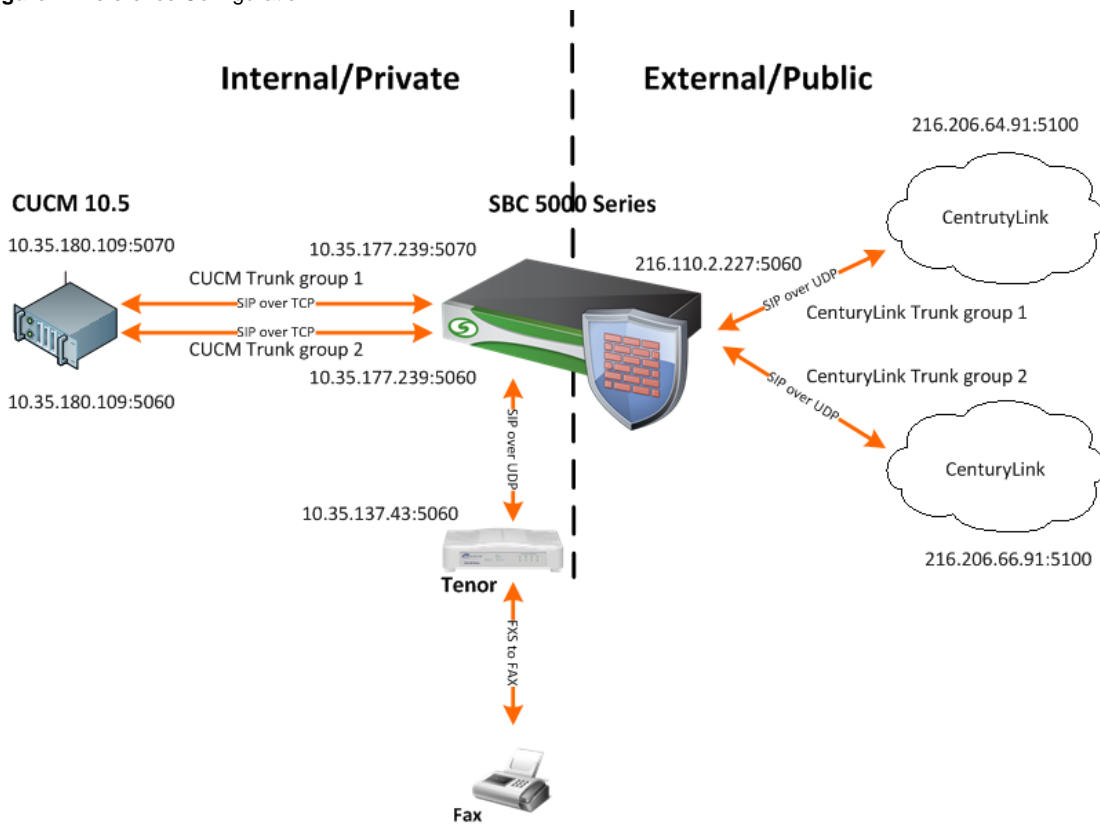 Internal/Private
External/Public
216.206.64.91:5100
CUCM 10.5
SBC 5000 Series
CentrutyLink
10.35.180.109:5070
10.35.177.239:5070
216.110.2.227:5060
CUCM Trunk group 1
SIP over TCP
SIP over UDP
CenturyLink Trunk group 1
SIP over TCP
CUCM Trunk group 2
10.35.177.239:5060
CenturyLink Trunk group 2
SIP over UDP
10.35.180.109:5060
SIP over UDP
CenturyLink
10.35.137.43:5060
216.206.66.91:5100
Tenor
FXS to FAX
Fax